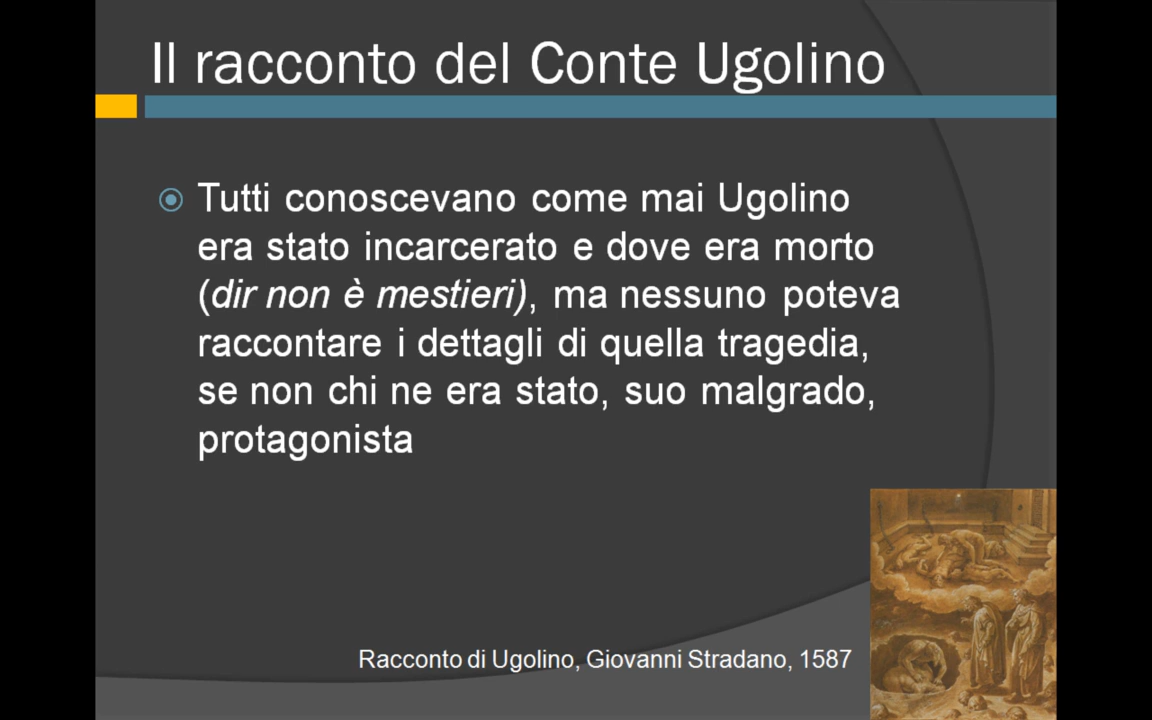 Il racconto del Conte Ugolino
Tutti conoscevano come mai Ugolino
era stato incarcerato e dove era morto
(dir non è mestieri), ma nessuno poteva
raccontare i dettagli di quella tragedia,
se non chi ne era stato, suo malgrado,
protagonista
Racconto di Ugolino, Giovanni Stradano, 1587